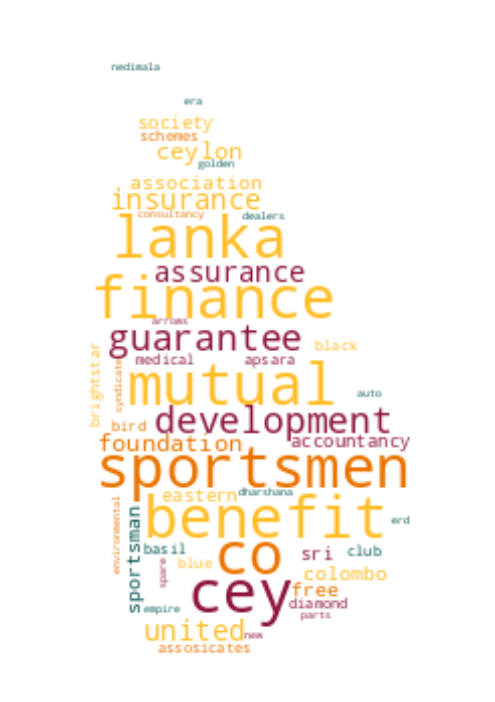 nedimala
era
society
schemes
ceylon
golden
association
insurance
consultancy
dealers
lanka
assurance
finance
arrows
guarantee
black
medical
apsara
brightstar
syndicate
mutual
auto
development
bird
foundation
accountancy
sportsmen
eastern
dharshana
environmental
sportsman
benefit
erd
co
basil
sri
club
blue
spare
colombo
cey
free
diamond
empire
parts
united
new
assosicates